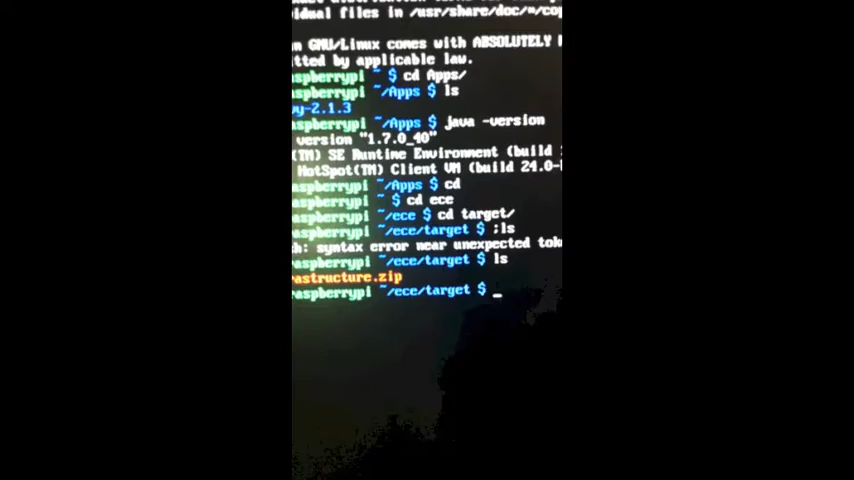 idual files in /usr/share/doc/*/cop
GNU/Linux comes with ABSOLUTELY
tted by applicable law.
aspberrypi ~ $ cd Apps/
aspberrypi ~/Apps $ ls
y-2.1.3
aspberrypi ~/Apps $ java -version
version "1.7.0_40"
(TM) SE Runtime Environment (build
HotSpot(TM) Client VM (build 24.0-
aspberrypi ~/Apps $ cd
aspberrypi ~ $ cd ece
aspberrypi ~/ece $ cd target/
aspberrypi ~/ece/target $ ;ls
h: syntax error near unexpected tok
aspberrypi ~/ece/target $ ls
rastructure.zip
aspberrypi ~/ece/target $ _